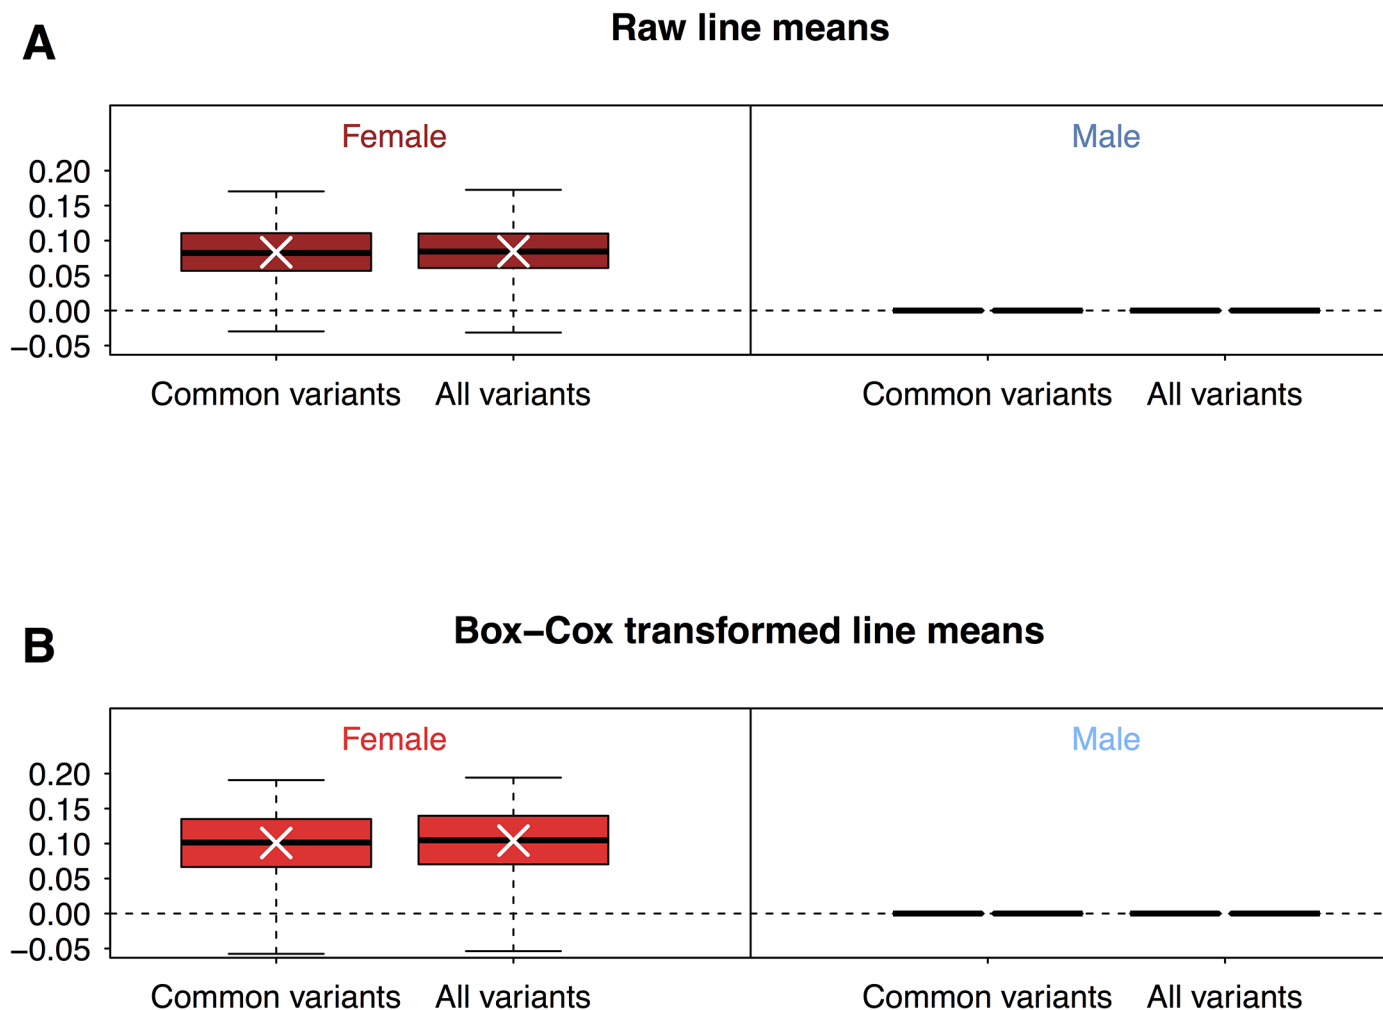 A
Raw line means
Female
Male
0.20
0.15
0.10
0.05
0.00
−0.05
Common variants
All variants
Common variants
All variants
B
Box−Cox transformed line means
Female
Male
0.20
0.15
0.10
0.05
0.00
−0.05
Common variants
All variants
Common variants
All variants